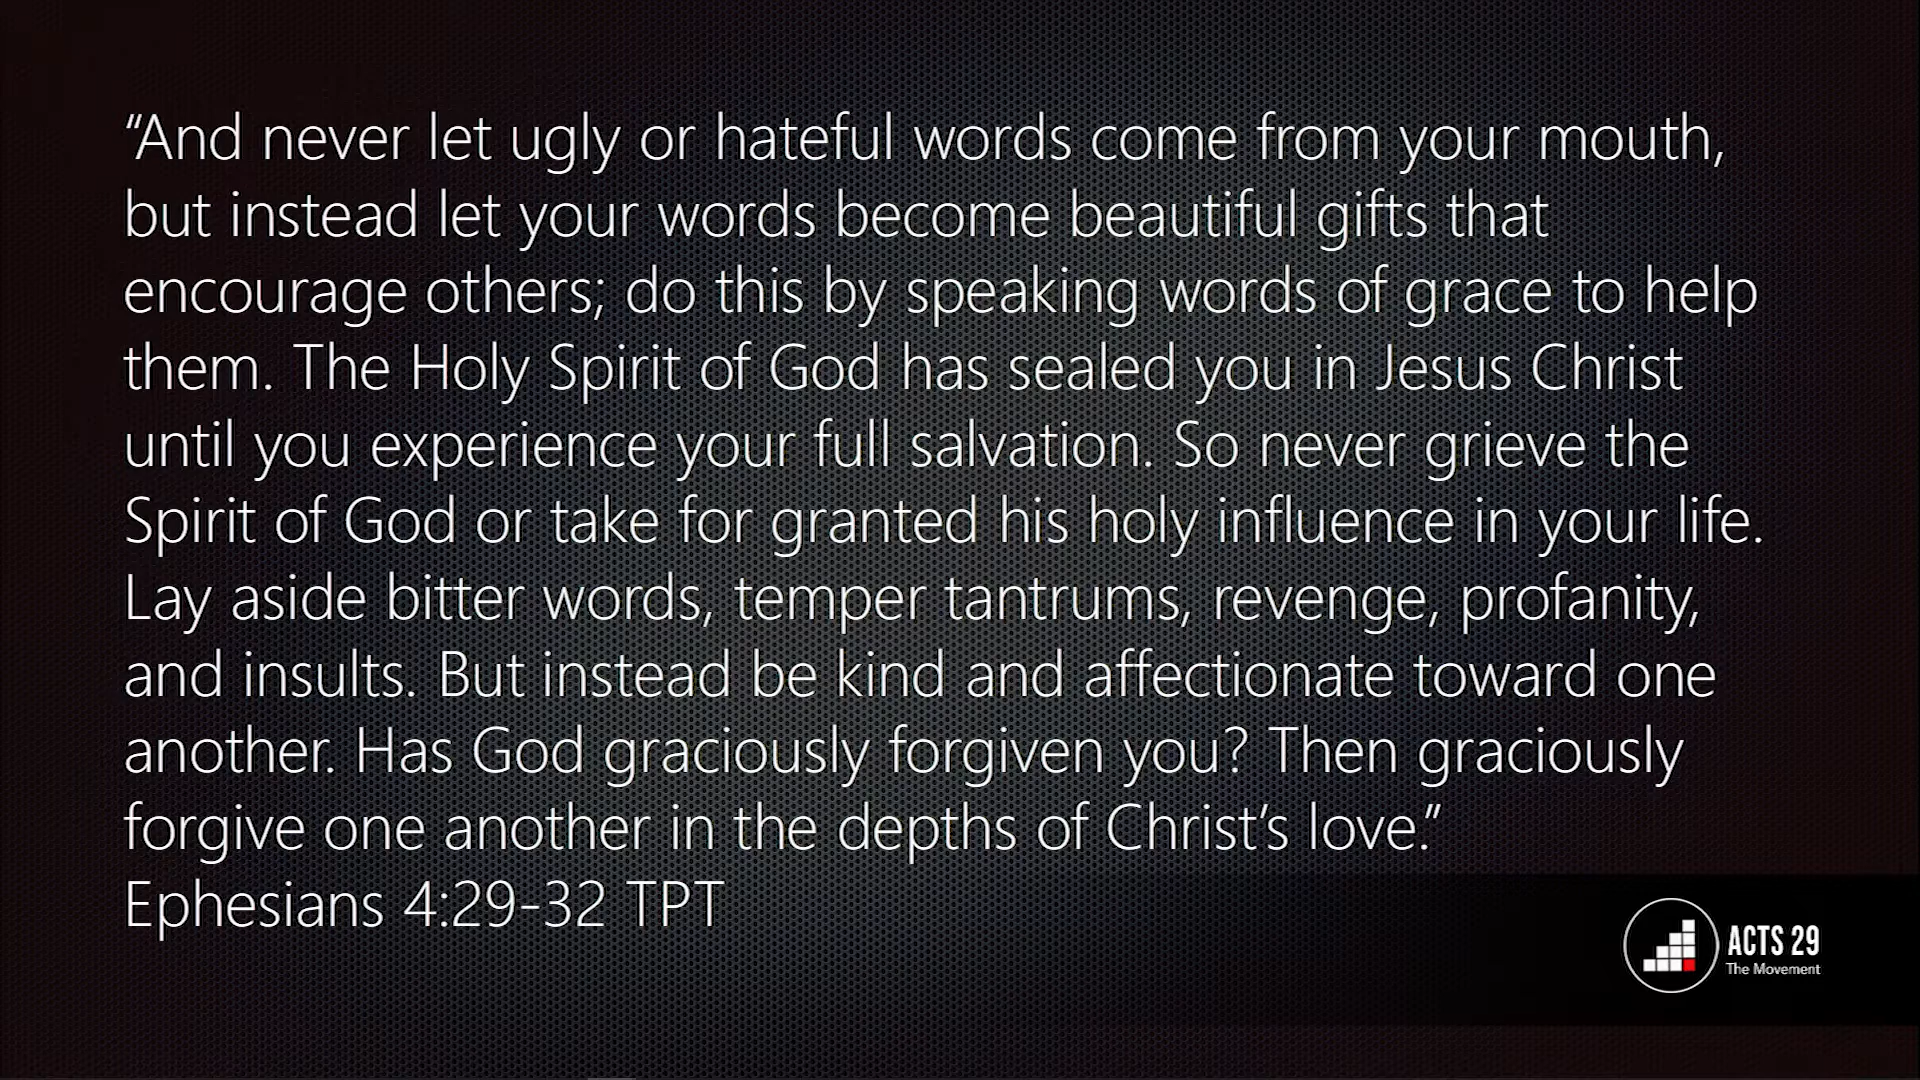 “And never let ugly or hateful words come from your mouth,
but instead let your words become beautiful gifts that
encourage others; do this by speaking words of grace to help
them. The Holy Spirit of God has sealed you in Jesus Christ
until you experience your full salvation. So never grieve the
Spirit of God or take for granted his holy influence in your life.
Lay aside bitter words, temper tantrums, revenge, profanity,
and insults. But instead be kind and affectionate toward one
another. Has God graciously forgiven you? Then graciously
forgive one another in the depths of Christ’s love.”
Ephesians 4:29-32 TPT
ACTS 29
The Movement